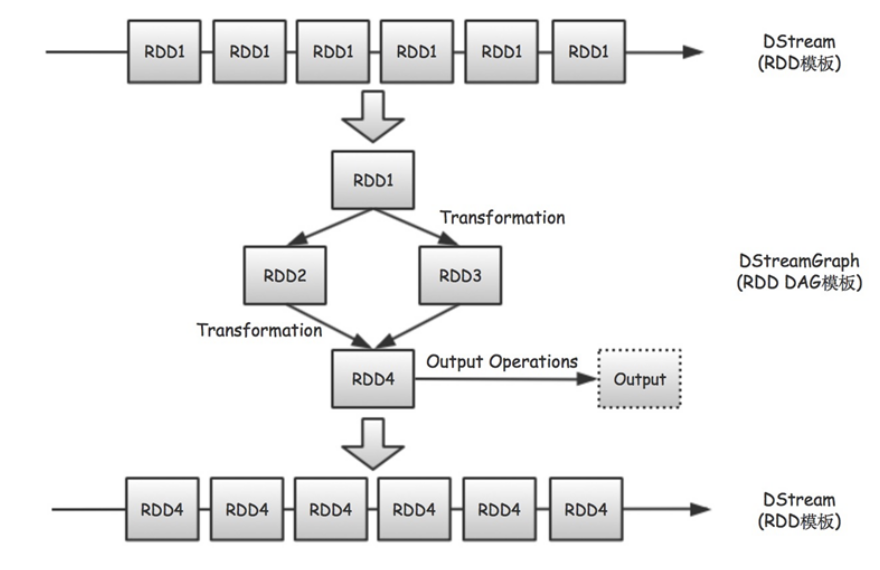 RDD1 RDD1 RDD1 RDD1 RDD1 RDD1
DStream
(RDD模板)
RDD1
Transformation
RDD2
RDD3
DStreamGraph
(RDD DAG模板)
Transformation
RDD4
Output Operations
Output
RDD4 RDD4 RDD4 RDD4 RDD4 RDD4
DStream
(RDD模板)